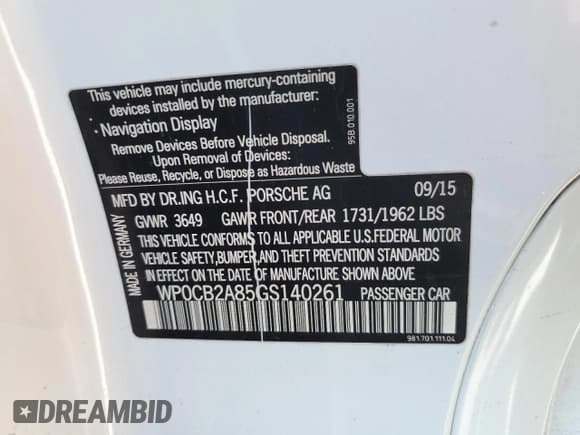 This vehicle may include mercury-containing
devices installed by the manufacturer:
· Navigation Display
Remove Devices Before Vehicle Disposal.
Upon Removal of Devices:
Please Reuse, Recycle, or Dispose as Hazardous Waste
95B.010.001
MADE IN GERMANY
MFD BY DR.ING H.C.F. PORSCHE AG 09/15
GVWR 3649 GAWR FRONT/REAR 1731/1962 LBS
THIS VEHICLE CONFORMS TO ALL APPLICABLE U.S.FEDERAL MOTOR
VEHICLE SAFETY,BUMPER,AND THEFT PREVENTION STANDARDS
IN EFFECT ON THE DATE OF MANUFACTURE SHOWN ABOVE
WP0CB2A85GS140261 PASSENGER CAR
981.701.111.04
DREAMBID